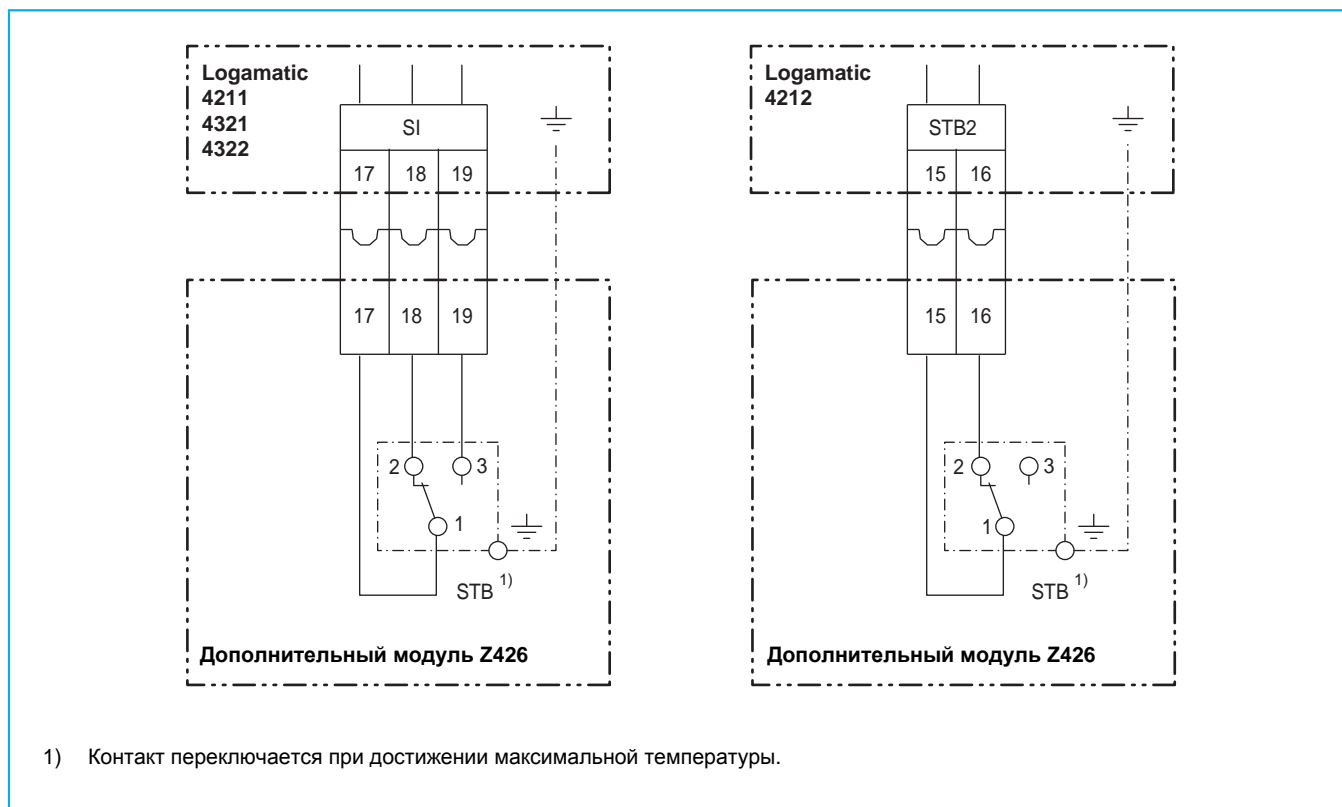 Logamatic
4211
4321
4322
SI
17 18 19
17 18 19
2 3
1
STB 1)
Дополнительный модуль Z426
Logamatic
4212
STB2
15 16
15 16
2 3
1
STB 1)
Дополнительный модуль Z426
1) Контакт переключается при достижении максимальной температуры.